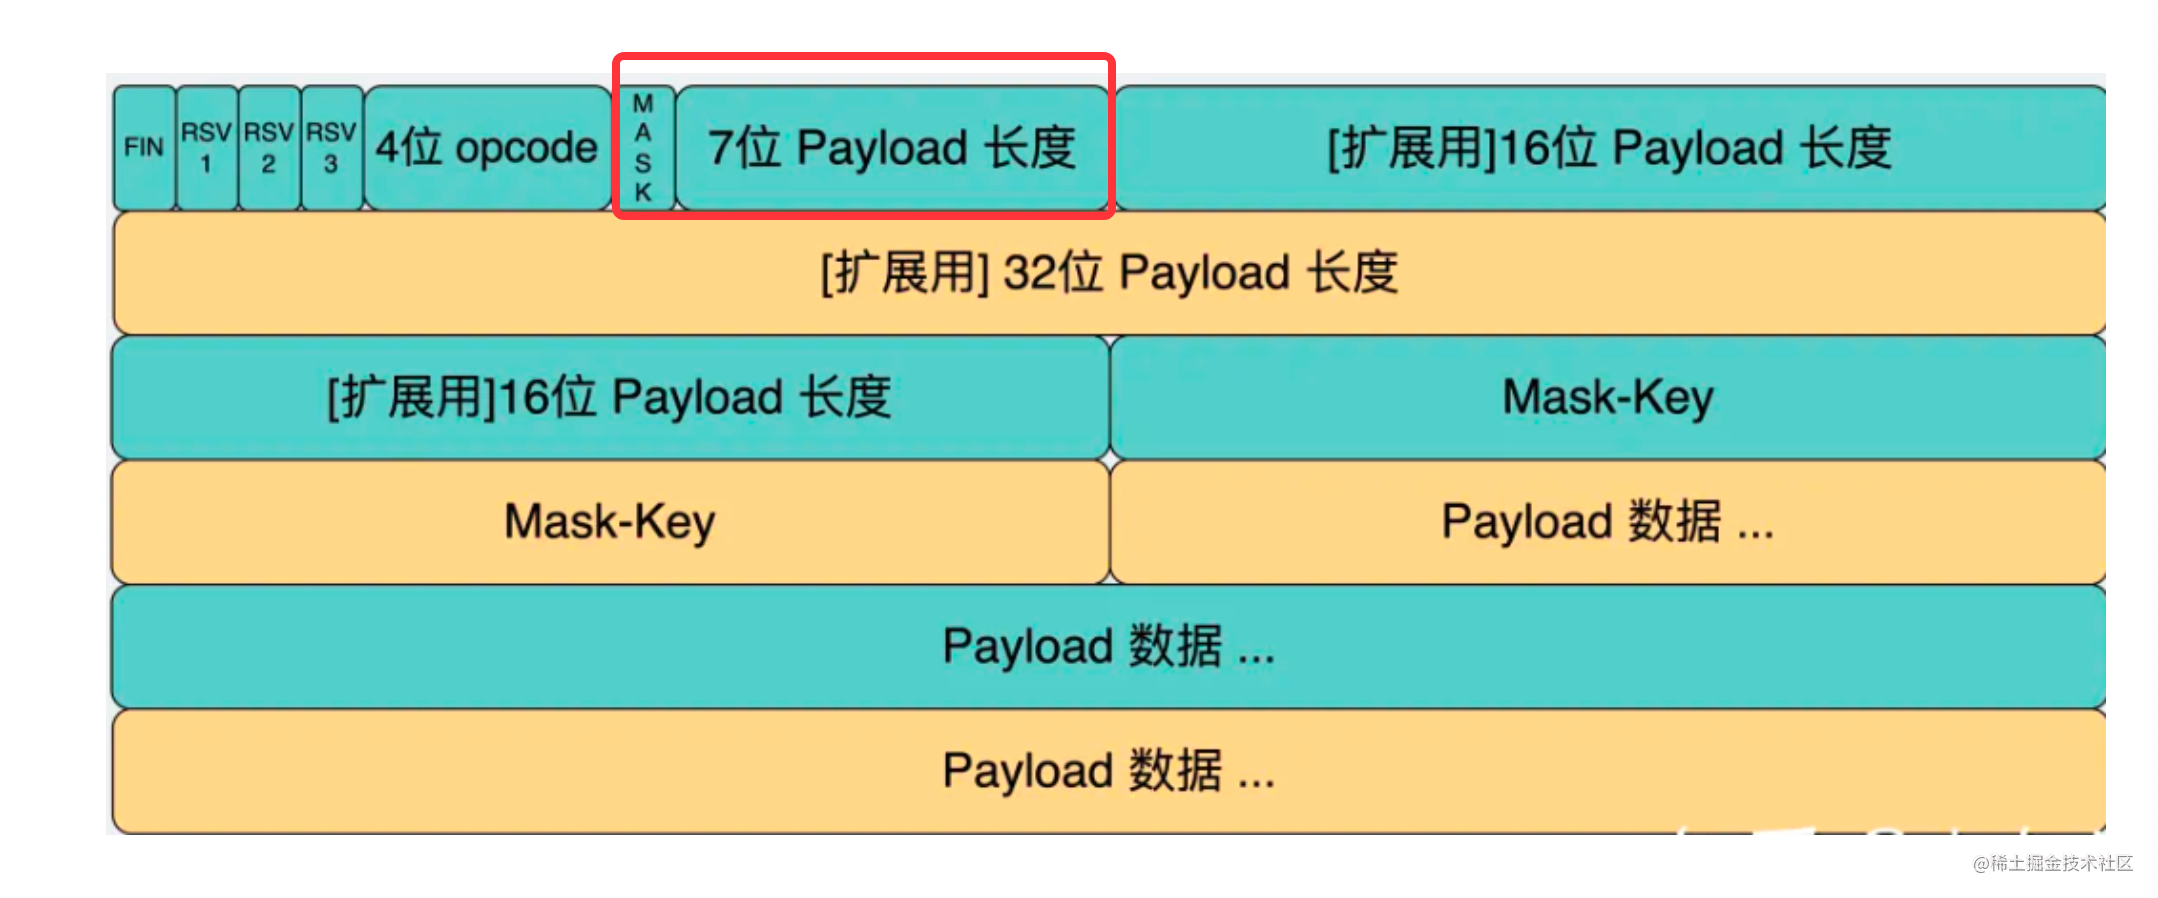 FIN
RSV
1
RSV
2
RSV
3
4位 opcode
MASK
7位 Payload 长度
[扩展用]16位 Payload 长度
[扩展用] 32位 Payload 长度
[扩展用]16位 Payload 长度
Mask-Key
Mask-Key
Payload 数据 ...
Payload 数据 ...
Payload 数据 ...
@稀土掘金技术社区